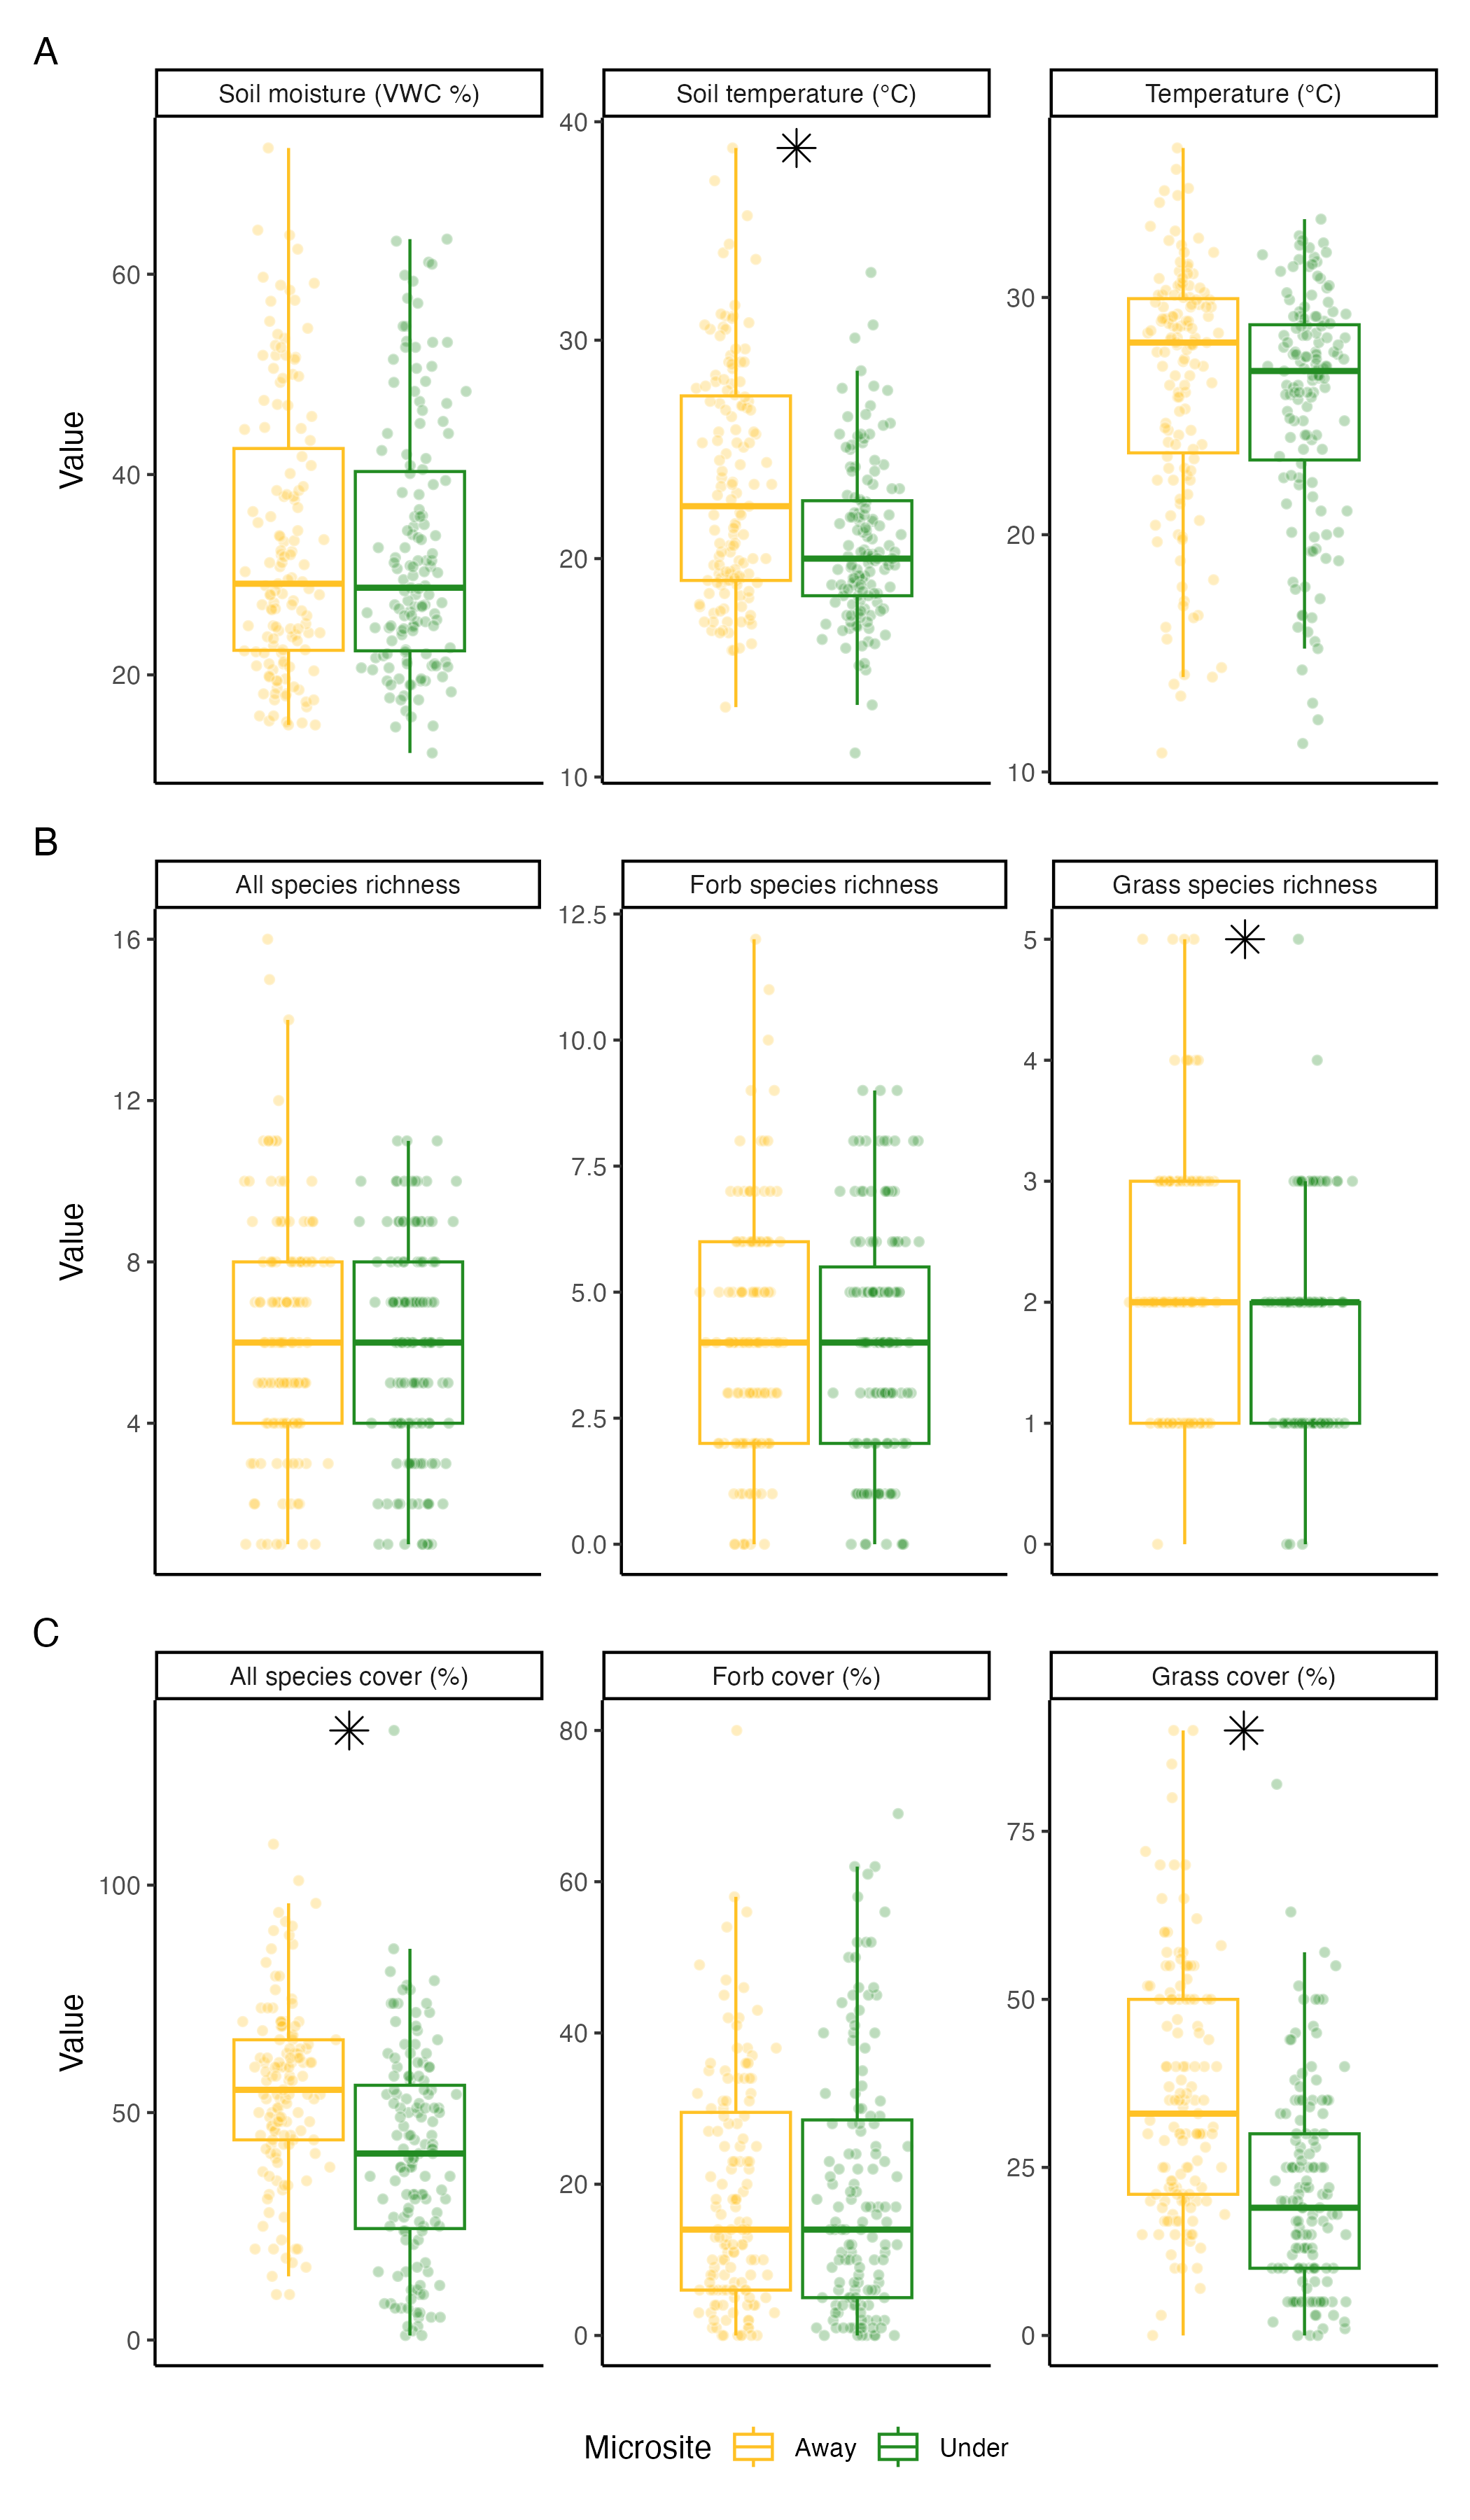 A
Soil moisture (VWC %)
Soil temperature (°C)
Temperature (°C)
Value
60
40
20
40
30
20
10
30
20
10
B
All species richness
Forb species richness
Grass species richness
Value
16
12
8
4
12.5
10.0
7.5
5.0
2.5
0.0
5
4
3
2
1
0
C
All species cover (%)
Forb cover (%)
Grass cover (%)
Value
100
50
0
80
60
40
20
0
75
50
25
0
Microsite Away Under